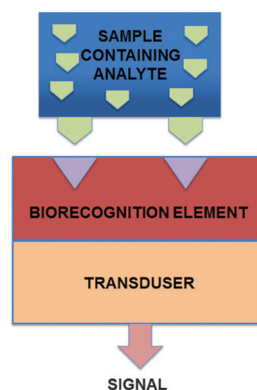 SAMPLE
CONTAINING
ANALYTE
BIORECOGNITION ELEMENT
TRANSDUSER
SIGNAL